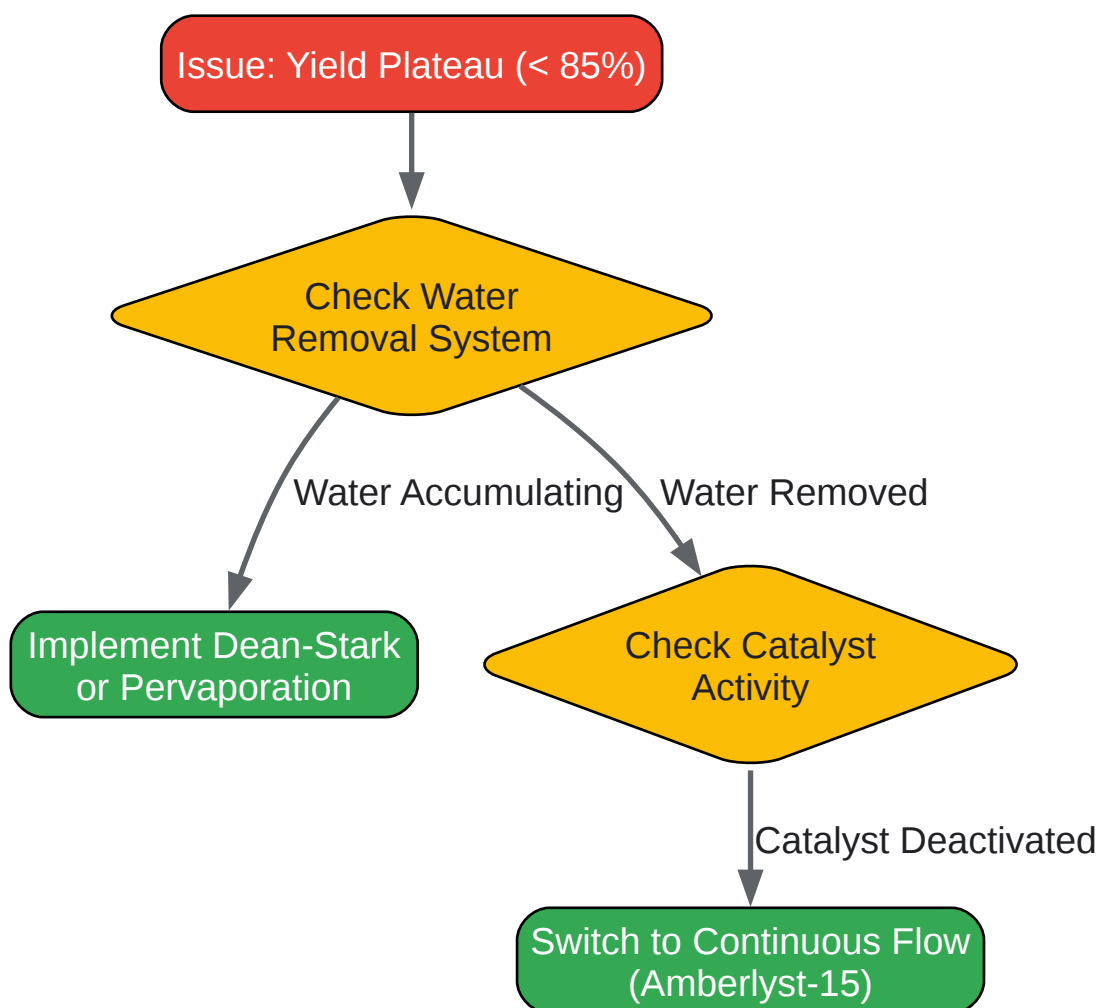 Issue: Yield Plateau (< 85%)
Check Water
Removal System
Water Accumulating
Water Removed
Implement Dean-Stark
or Pervaporation
Check Catalyst
Activity
Catalyst Deactivated
Switch to Continuous Flow
(Amberlyst-15)